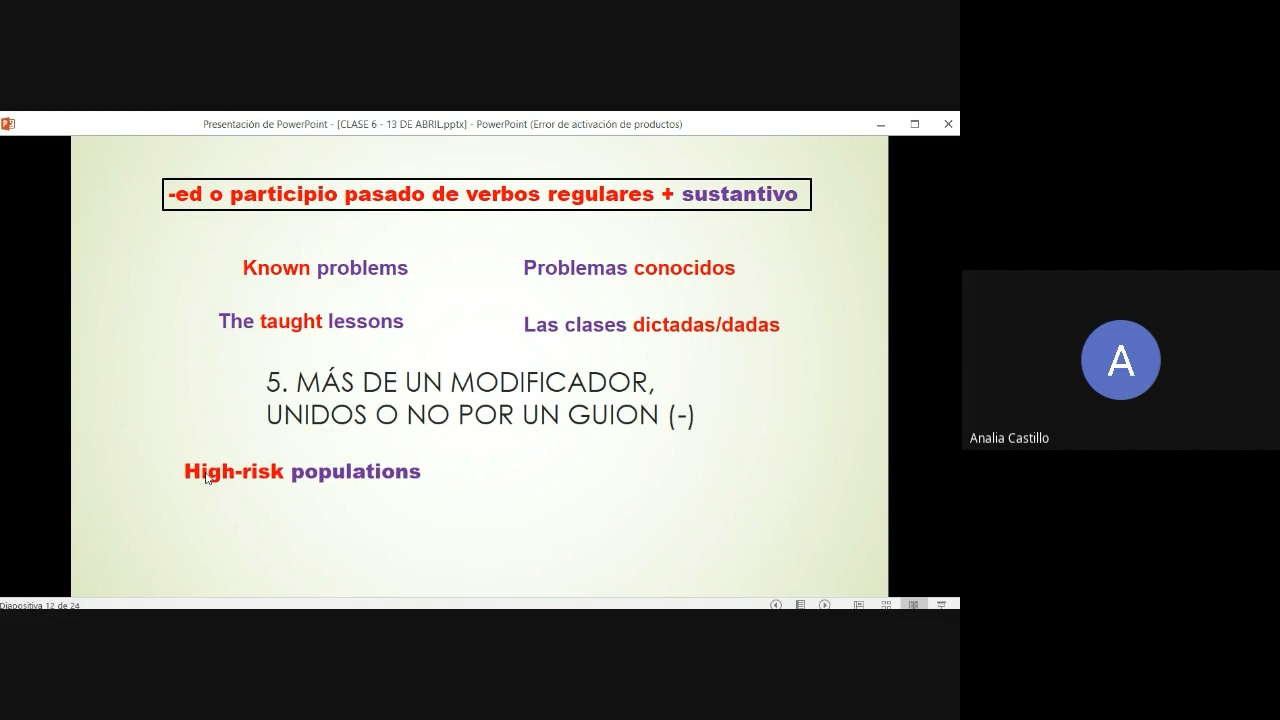 Presentación de PowerPoint - [CLASE 6 - 13 DE ABRIL.pptx] - PowerPoint (Error de activación de productos)
-ed o participio pasado de verbos regulares + sustantivo
Known problems
Problemas conocidos
The taught lessons
Las clases dictadas/dadas
5. MÁS DE UN MODIFICADOR,
UNIDOS O NO POR UN GUION (-)
High-risk populations
Diapositiva 12 de 24
A
Analia Castillo